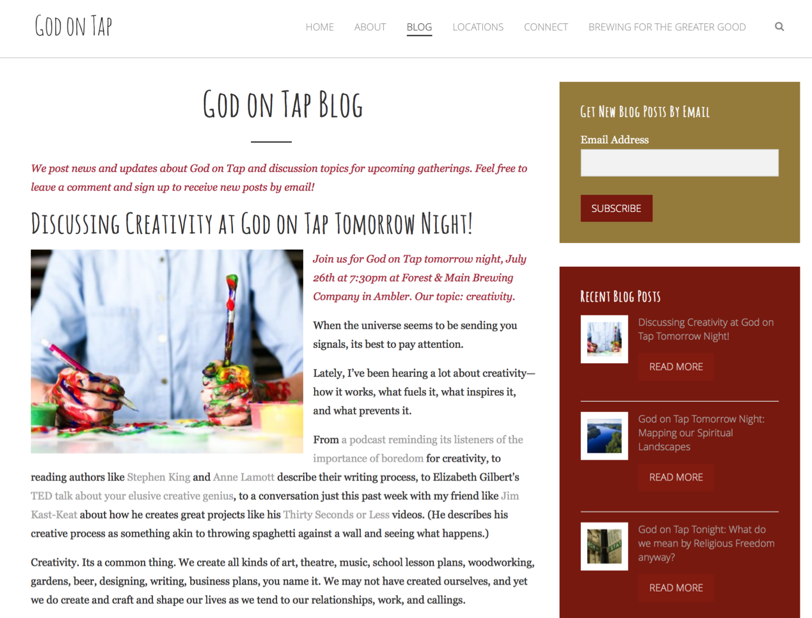 God on Tap
HOME ABOUT BLOG LOCATIONS CONNECT BREWING FOR THE GREATER GOOD
God on Tap Blog
We post news and updates about God on Tap and discussion topics for upcoming gatherings. Feel free to
leave a comment and sign up to receive new posts by email!
Discussing Creativity at God on Tap Tomorrow Night!
Join us for God on Tap tomorrow night, July
26th at 7:30pm at Forest & Main Brewing
Company in Ambler. Our topic: creativity.
When the universe seems to be sending you
signals, its best to pay attention.
Lately, I've been hearing a lot about creativity—
how it works, what fuels it, what inspires it,
and what prevents it.
From a podcast reminding its listeners of the
importance of boredom for creativity, to
reading authors like Stephen King and Anne Lamott describe their writing process, to Elizabeth Gilbert's
TED talk about your elusive creative genius, to a conversation just this past week with my friend like Jim
Kast-Keat about how he creates great projects like his Thirty Seconds or Less videos. (He describes his
creative process as something akin to throwing spaghetti against a wall and seeing what happens.)
Creativity. Its a common thing. We create all kinds of art, theatre, music, school lesson plans, woodworking,
gardens, beer, designing, writing, business plans, you name it. We may not have created ourselves, and yet
we do create and craft and shape our lives as we tend to our relationships, work, and callings.
Get New Blog Posts By Email
Email Address
SUBSCRIBE
Recent Blog Posts
Discussing Creativity at God on
Tap Tomorrow Night!
READ MORE
God on Tap Tomorrow Night:
Mapping our Spiritual
Landscapes
READ MORE
God on Tap Tonight: What do
we mean by Religious Freedom
anyway?
READ MORE